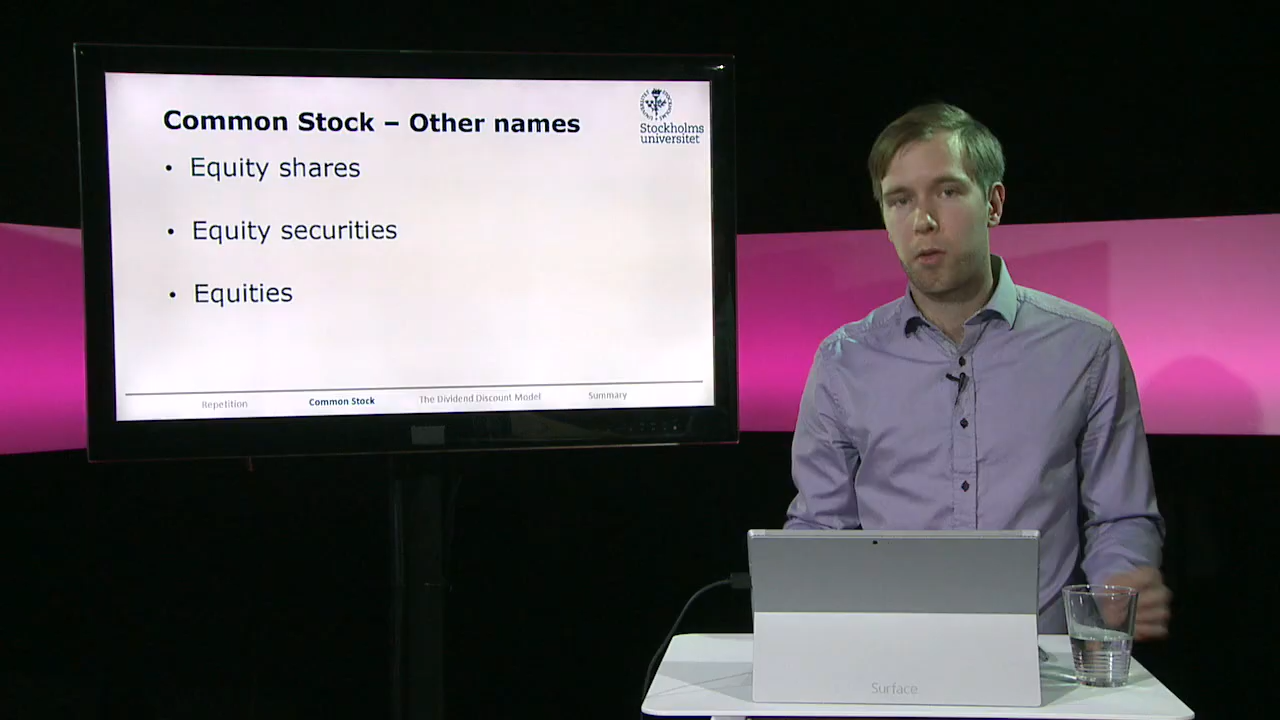 Common Stock – Other names
Stockholms
universitet
• Equity shares
• Equity securities
• Equities
Repetition
Common Stock
The Dividend Discount Model
Summary
Surface